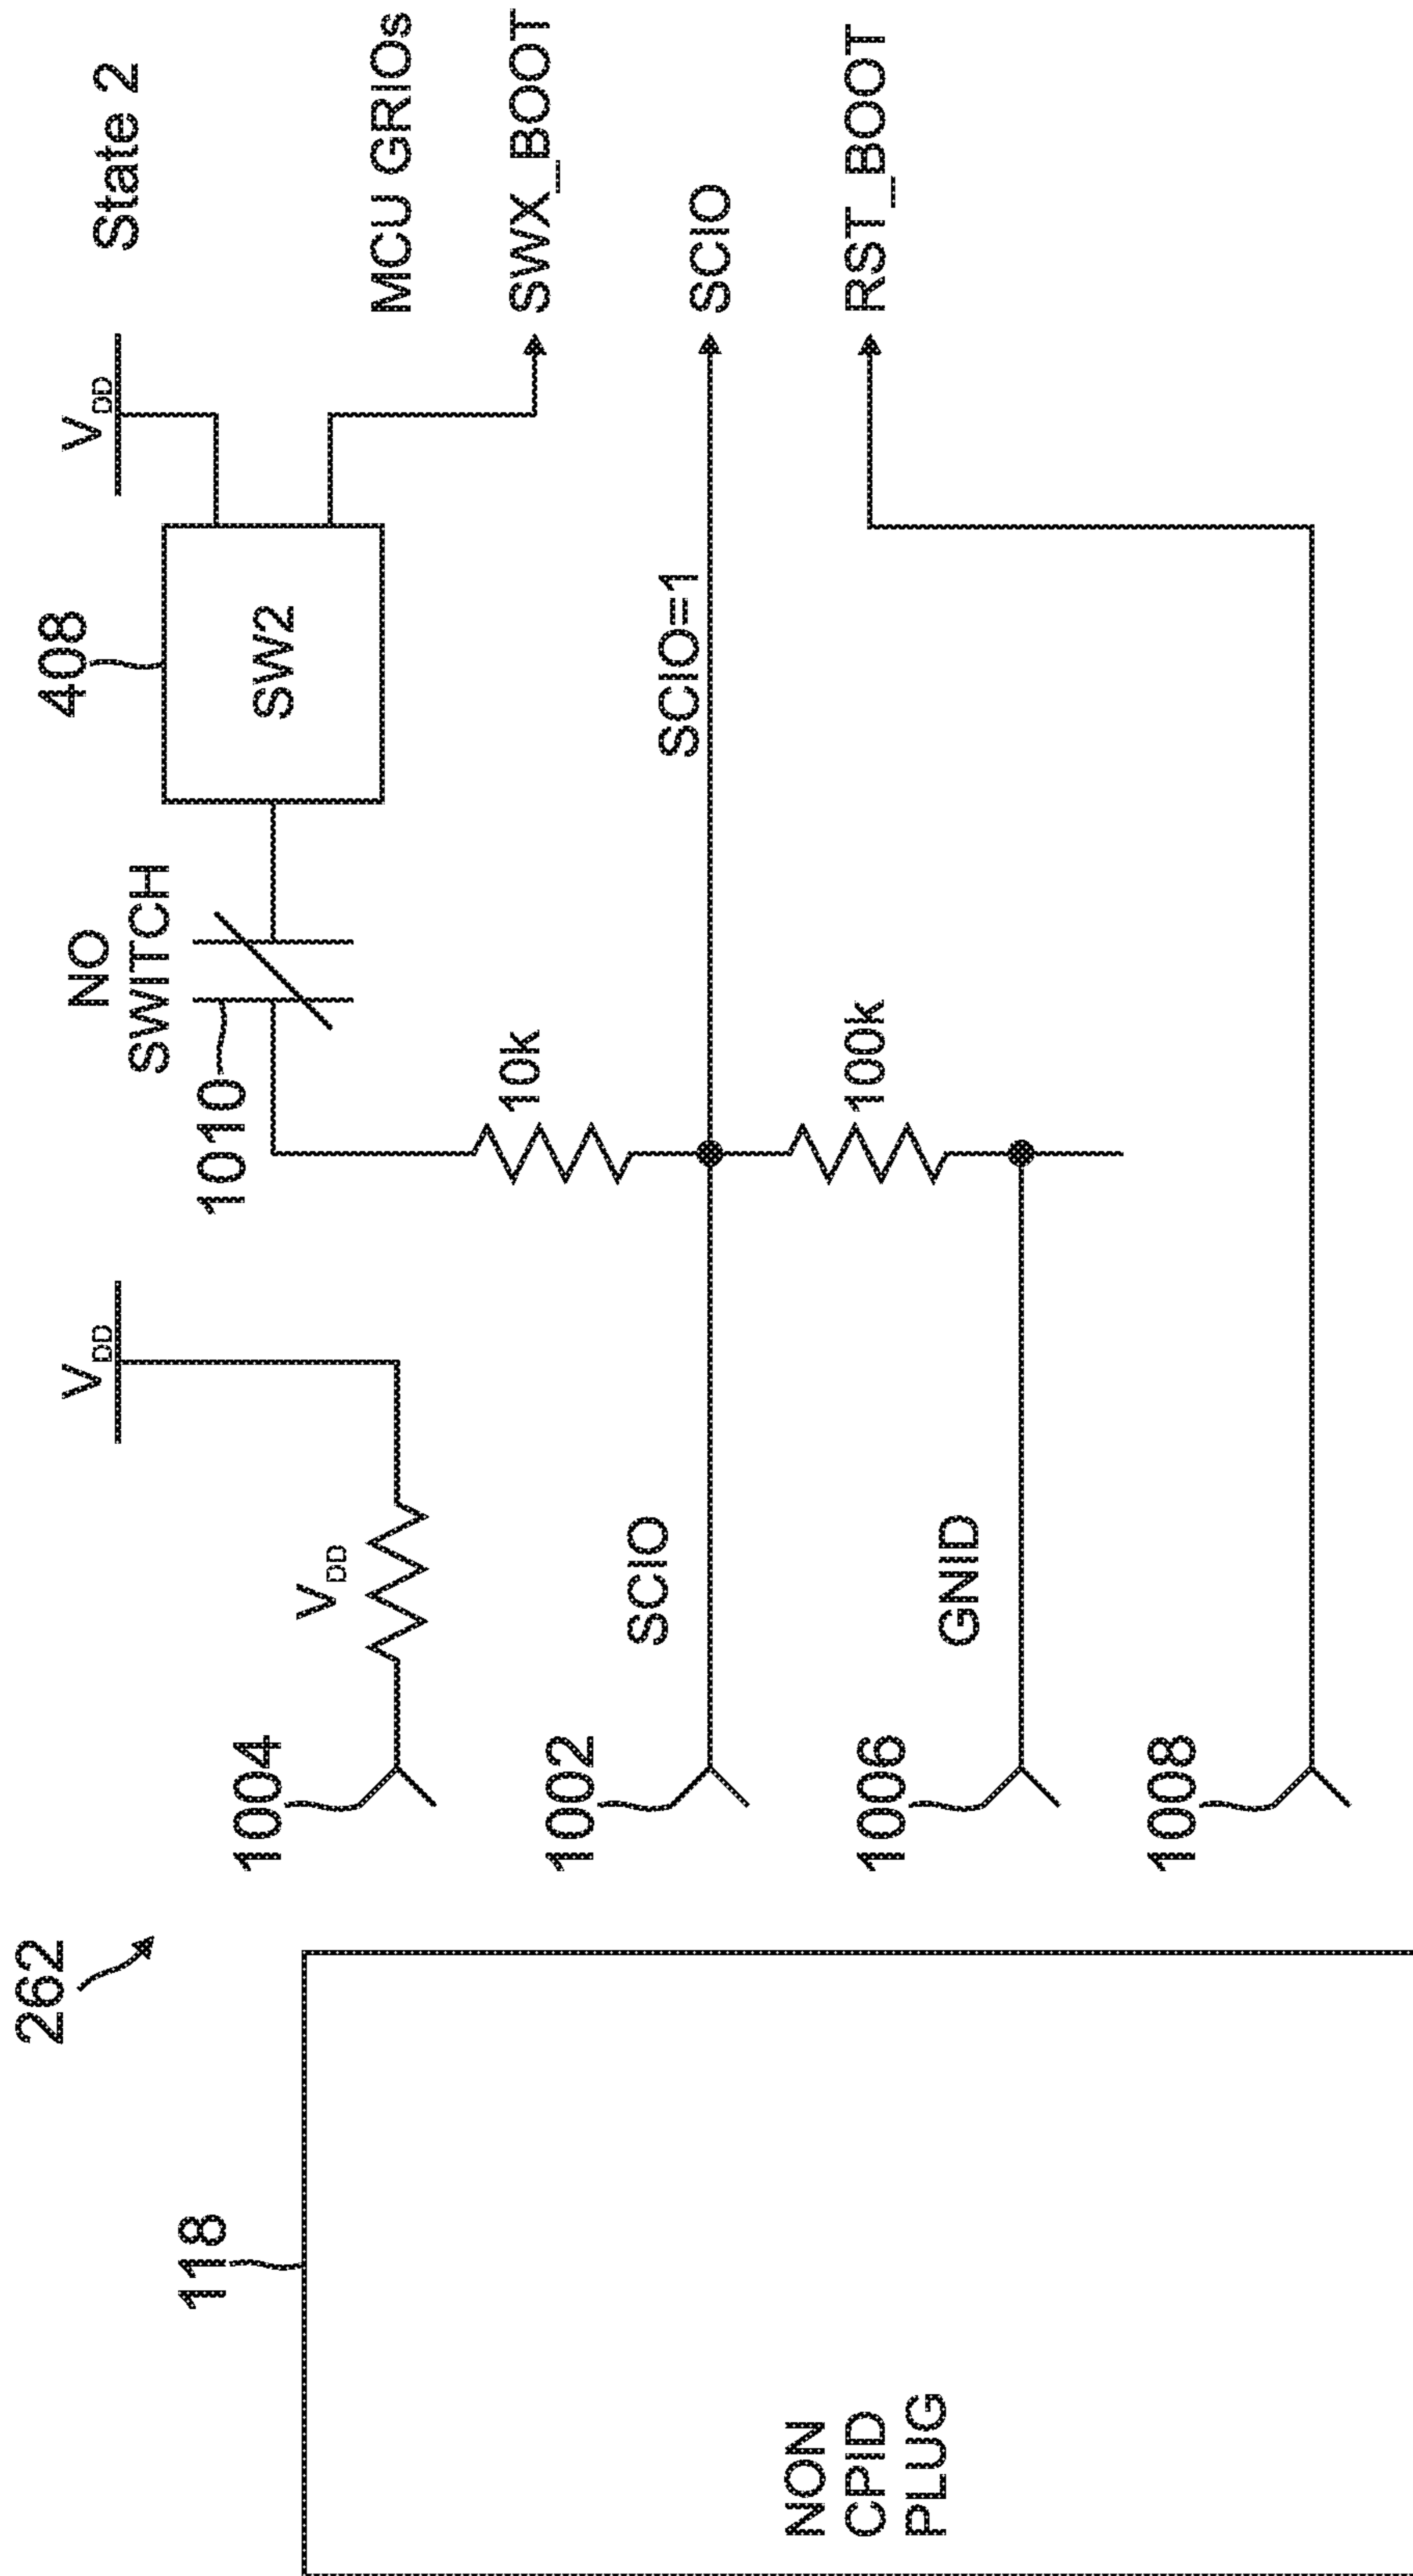 262
State 2
118
NON
CPID
PLUG
1004
V_DD
V_DD
NO
SWITCH
1010
408
SW2
V_DD
MCU GRIOs
SWX_BOOT
10k
1002
SCIO
SCIO=1
SCIO
100k
1006
GNID
1008
RST_BOOT